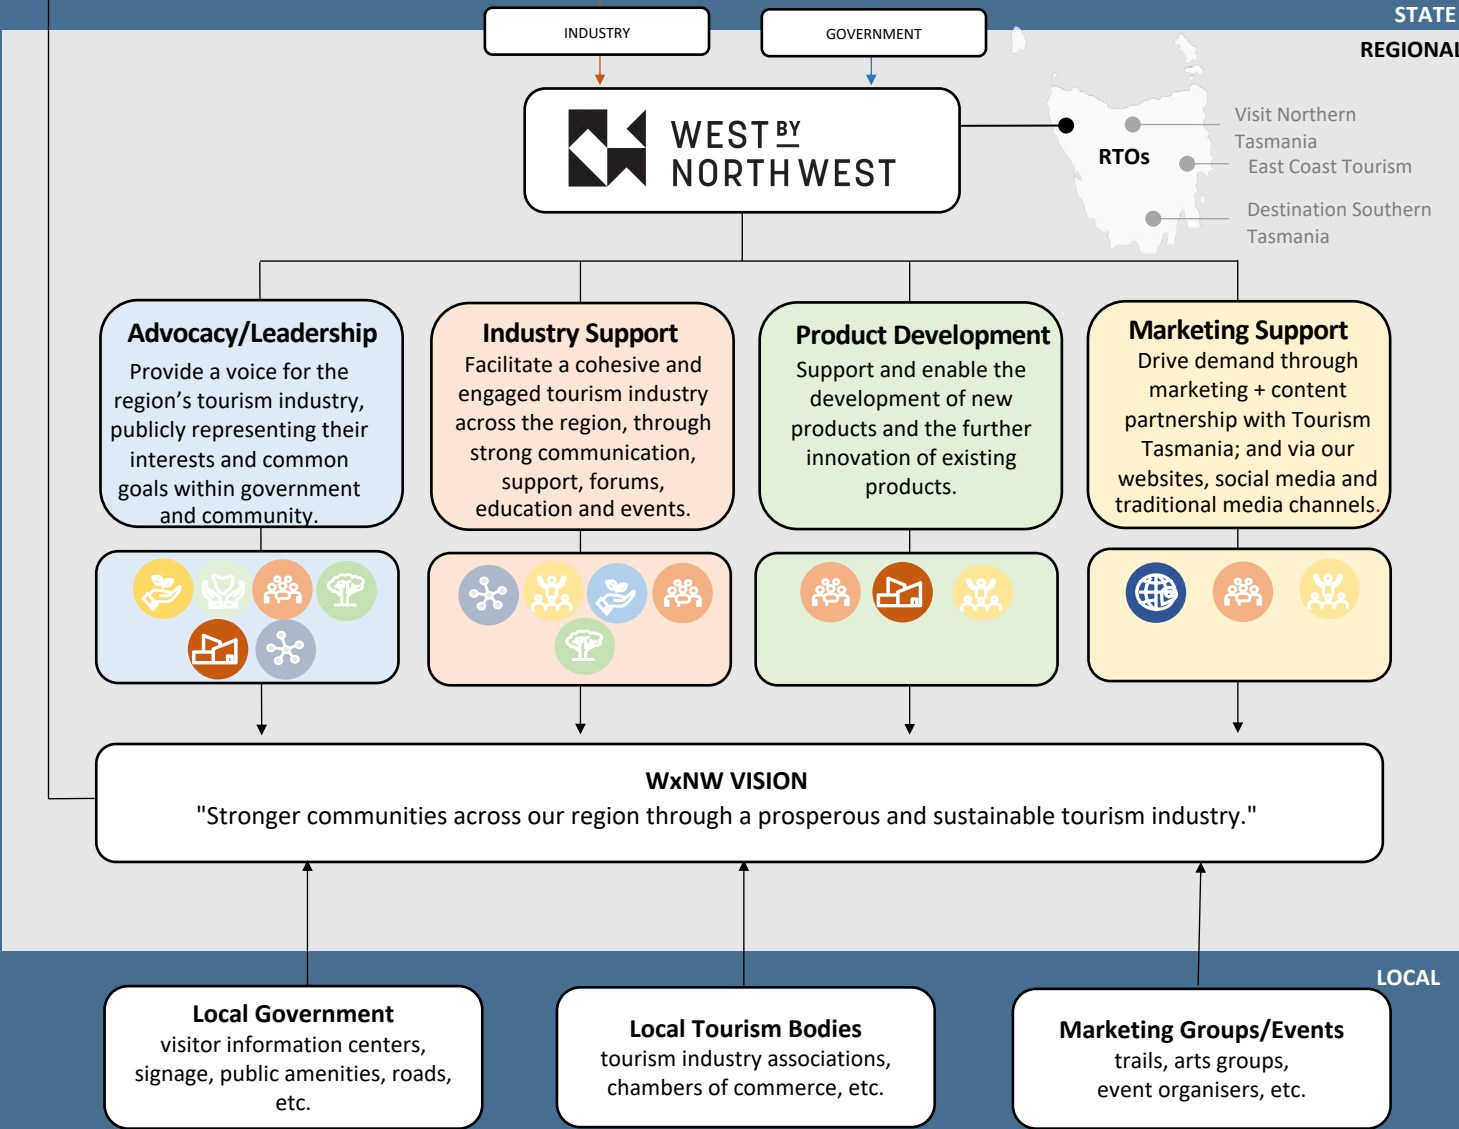 STATE
INDUSTRY
GOVERNMENT
REGIONAL
WEST BY
NORTH WEST
RTOs
Visit Northern
Tasmania
East Coast Tourism
Destination Southern
Tasmania
Advocacy/Leadership
Provide a voice for the
region’s tourism industry,
publicly representing their
interests and common
goals within government
and community.
Industry Support
Facilitate a cohesive and
engaged tourism industry
across the region, through
strong communication,
support, forums,
education and events.
Product Development
Support and enable the
development of new
products and the further
innovation of existing
products.
Marketing Support
Drive demand through
marketing + content
partnership with Tourism
Tasmania; and via our
websites, social media and
traditional media channels.
WxNW VISION
"Stronger communities across our region through a prosperous and sustainable tourism industry."
LOCAL
Local Government
visitor information centers,
signage, public amenities, roads,
etc.
Local Tourism Bodies
tourism industry associations,
chambers of commerce, etc.
Marketing Groups/Events
trails, arts groups,
event organisers, etc.